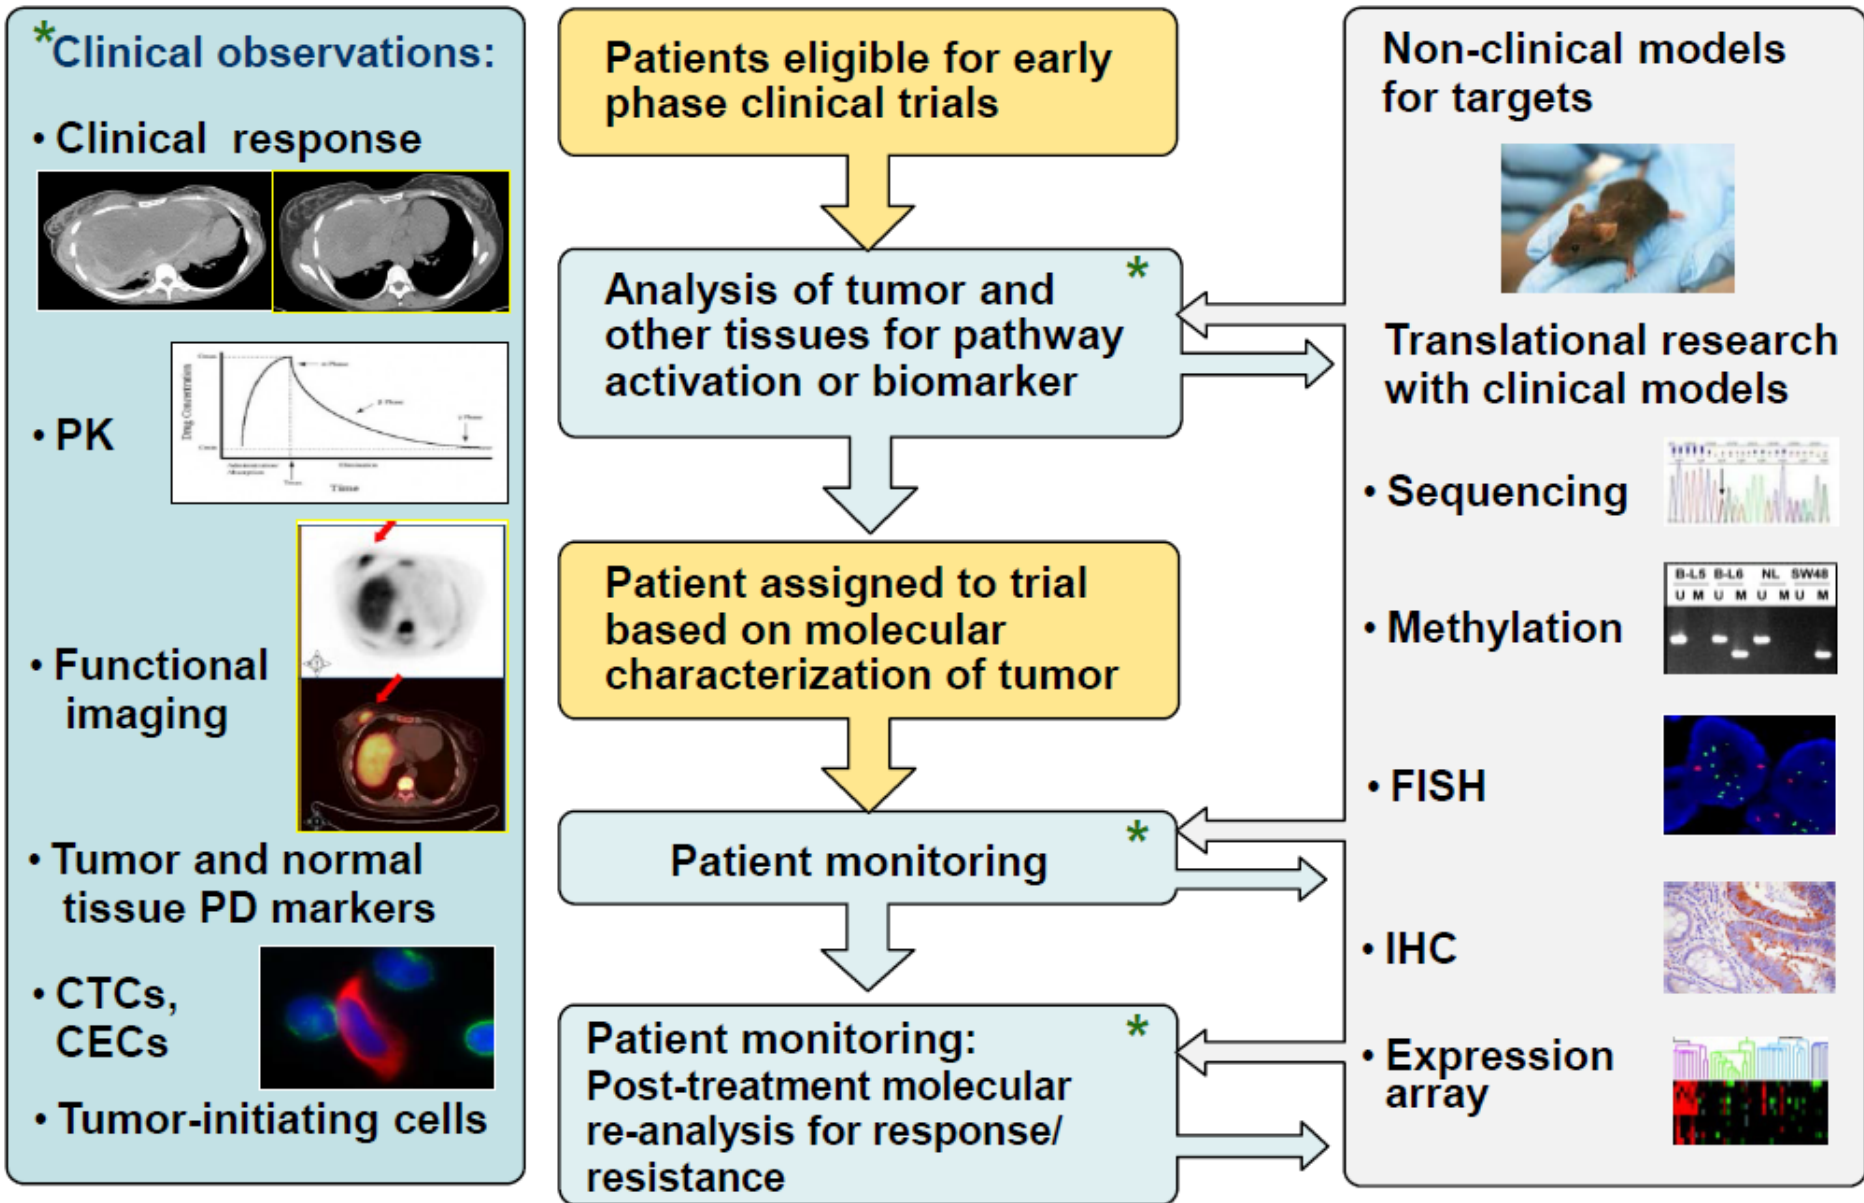 *Clinical observations:
• Clinical response
• PK
Drug Concentration
Time
• Functional
imaging
• Tumor and normal
tissue PD markers
• CTCs,
CECs
• Tumor-initiating cells
Patients eligible for early
phase clinical trials
*
Analysis of tumor and
other tissues for pathway
activation or biomarker
Patient assigned to trial
based on molecular
characterization of tumor
*
Patient monitoring
*
Patient monitoring:
Post-treatment molecular
re-analysis for response/
resistance
Non-clinical models
for targets
Translational research
with clinical models
• Sequencing
• Methylation
B-L5 B-L6 NL SW48
U M U M U M U M
• FISH
• IHC
• Expression
array